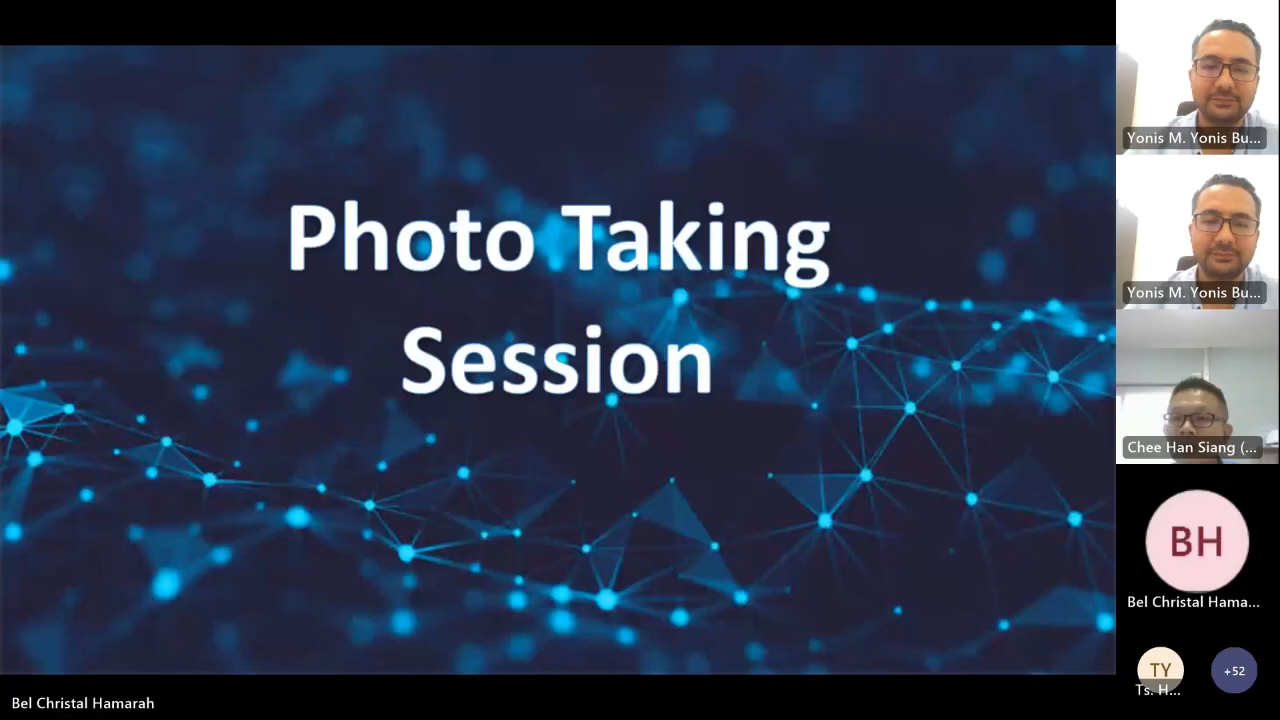 Photo Taking
Session
Yonis M. Yonis Bu...
Yonis M. Yonis Bu...
Chee Han Siang (...
BH
Bel Christal Hama...
TY
Ts. H...
+52
Bel Christal Hamarah